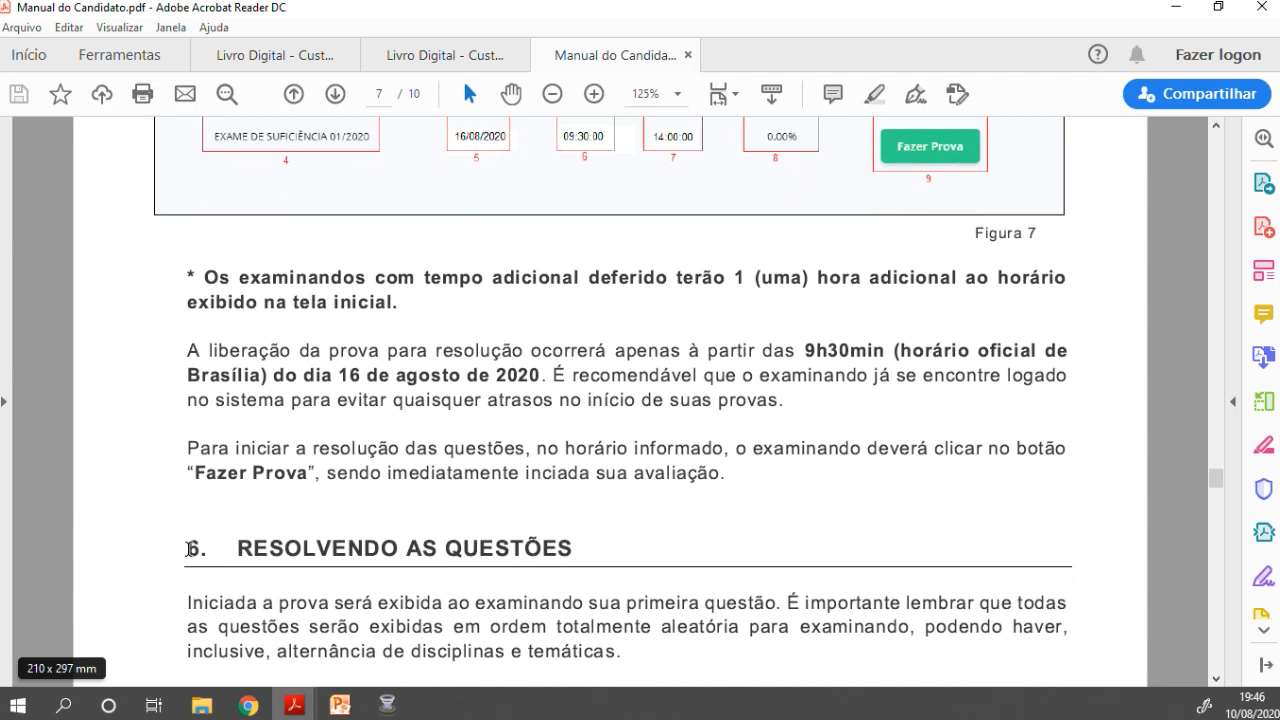 Manual do Candidato.pdf - Adobe Acrobat Reader DC
Arquivo Editar Visualizar Janela Ajuda
Início Ferramentas Livro Digital - Cust... Livro Digital - Cust... Manual do Candida... × Fazer logon
7 / 10 125% Compartilhar
EXAME DE SUFICIÊNCIA 01/2020 16/08/2020 09:30:00 14:00:00 0.00% Fazer Prova
4 5 6 7 8 9
Figura 7
* Os examinandos com tempo adicional deferido terão 1 (uma) hora adicional ao horário
exibido na tela inicial.
A liberação da prova para resolução ocorrerá apenas à partir das 9h30min (horário oficial de
Brasília) do dia 16 de agosto de 2020. É recomendável que o examinando já se encontre logado
no sistema para evitar quaisquer atrasos no início de suas provas.
Para iniciar a resolução das questões, no horário informado, o examinando deverá clicar no botão
“Fazer Prova”, sendo imediatamente inciada sua avaliação.
6. RESOLVENDO AS QUESTÕES
Iniciada a prova será exibida ao examinando sua primeira questão. É importante lembrar que todas
as questões serão exibidas em ordem totalmente aleatória para examinando, podendo haver,
inclusive, alternância de disciplinas e temáticas.
210 x 297 mm
19:46
10/08/2020